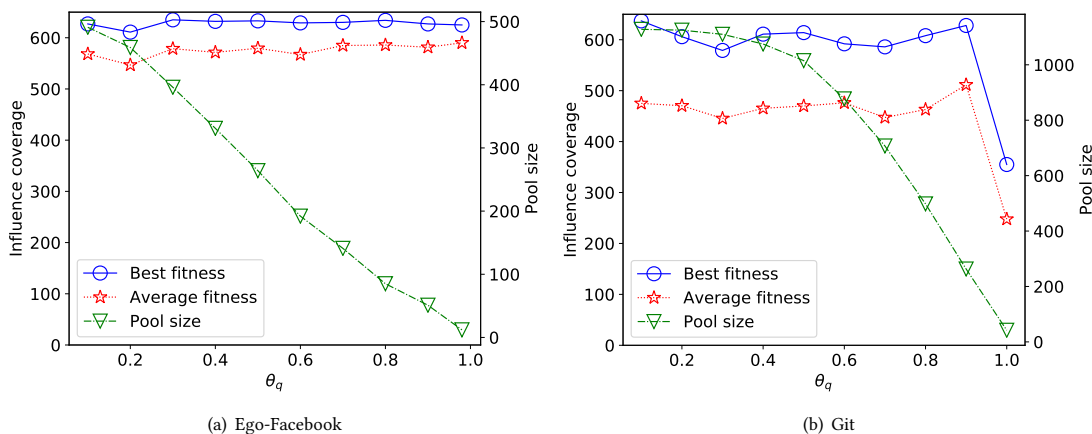 600
500
400
300
200
100
0
Influence coverage
500
400
300
200
100
0
Pool size
Best fitness
Average fitness
Pool size
0.2 0.4 0.6 0.8 1.0
θq
(a) Ego-Facebook
600
500
400
300
200
100
0
Influence coverage
1000
800
600
400
200
0
Pool size
Best fitness
Average fitness
Pool size
0.2 0.4 0.6 0.8 1.0
θq
(b) Git